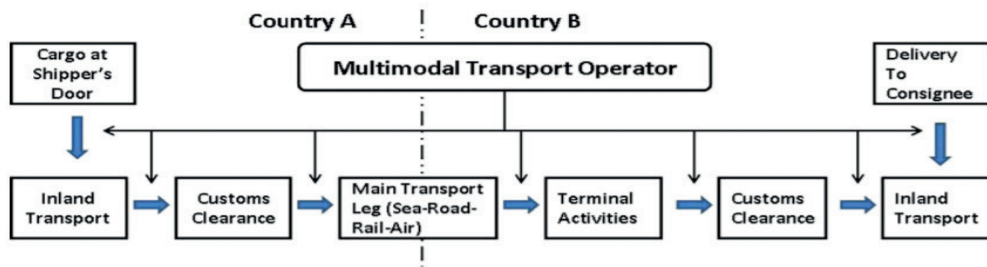 Country A
Country B
Cargo at
Shipper's
Door
Multimodal Transport Operator
Delivery
To
Consignee
Inland
Transport
Customs
Clearance
Main Transport
Leg (Sea-Road-
Rail-Air)
Terminal
Activities
Customs
Clearance
Inland
Transport